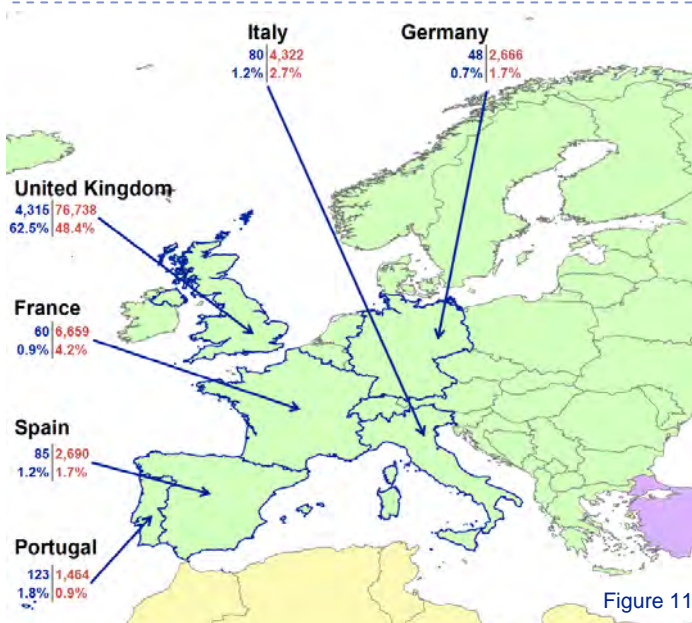 Italy
80 4,322
1.2% 2.7%
Germany
48 2,666
0.7% 1.7%
United Kingdom
4,315 76,738
62.5% 48.4%
France
60 6,659
0.9% 4.2%
Spain
85 2,690
1.2% 1.7%
Portugal
123 1,464
1.8% 0.9%
Figure 11